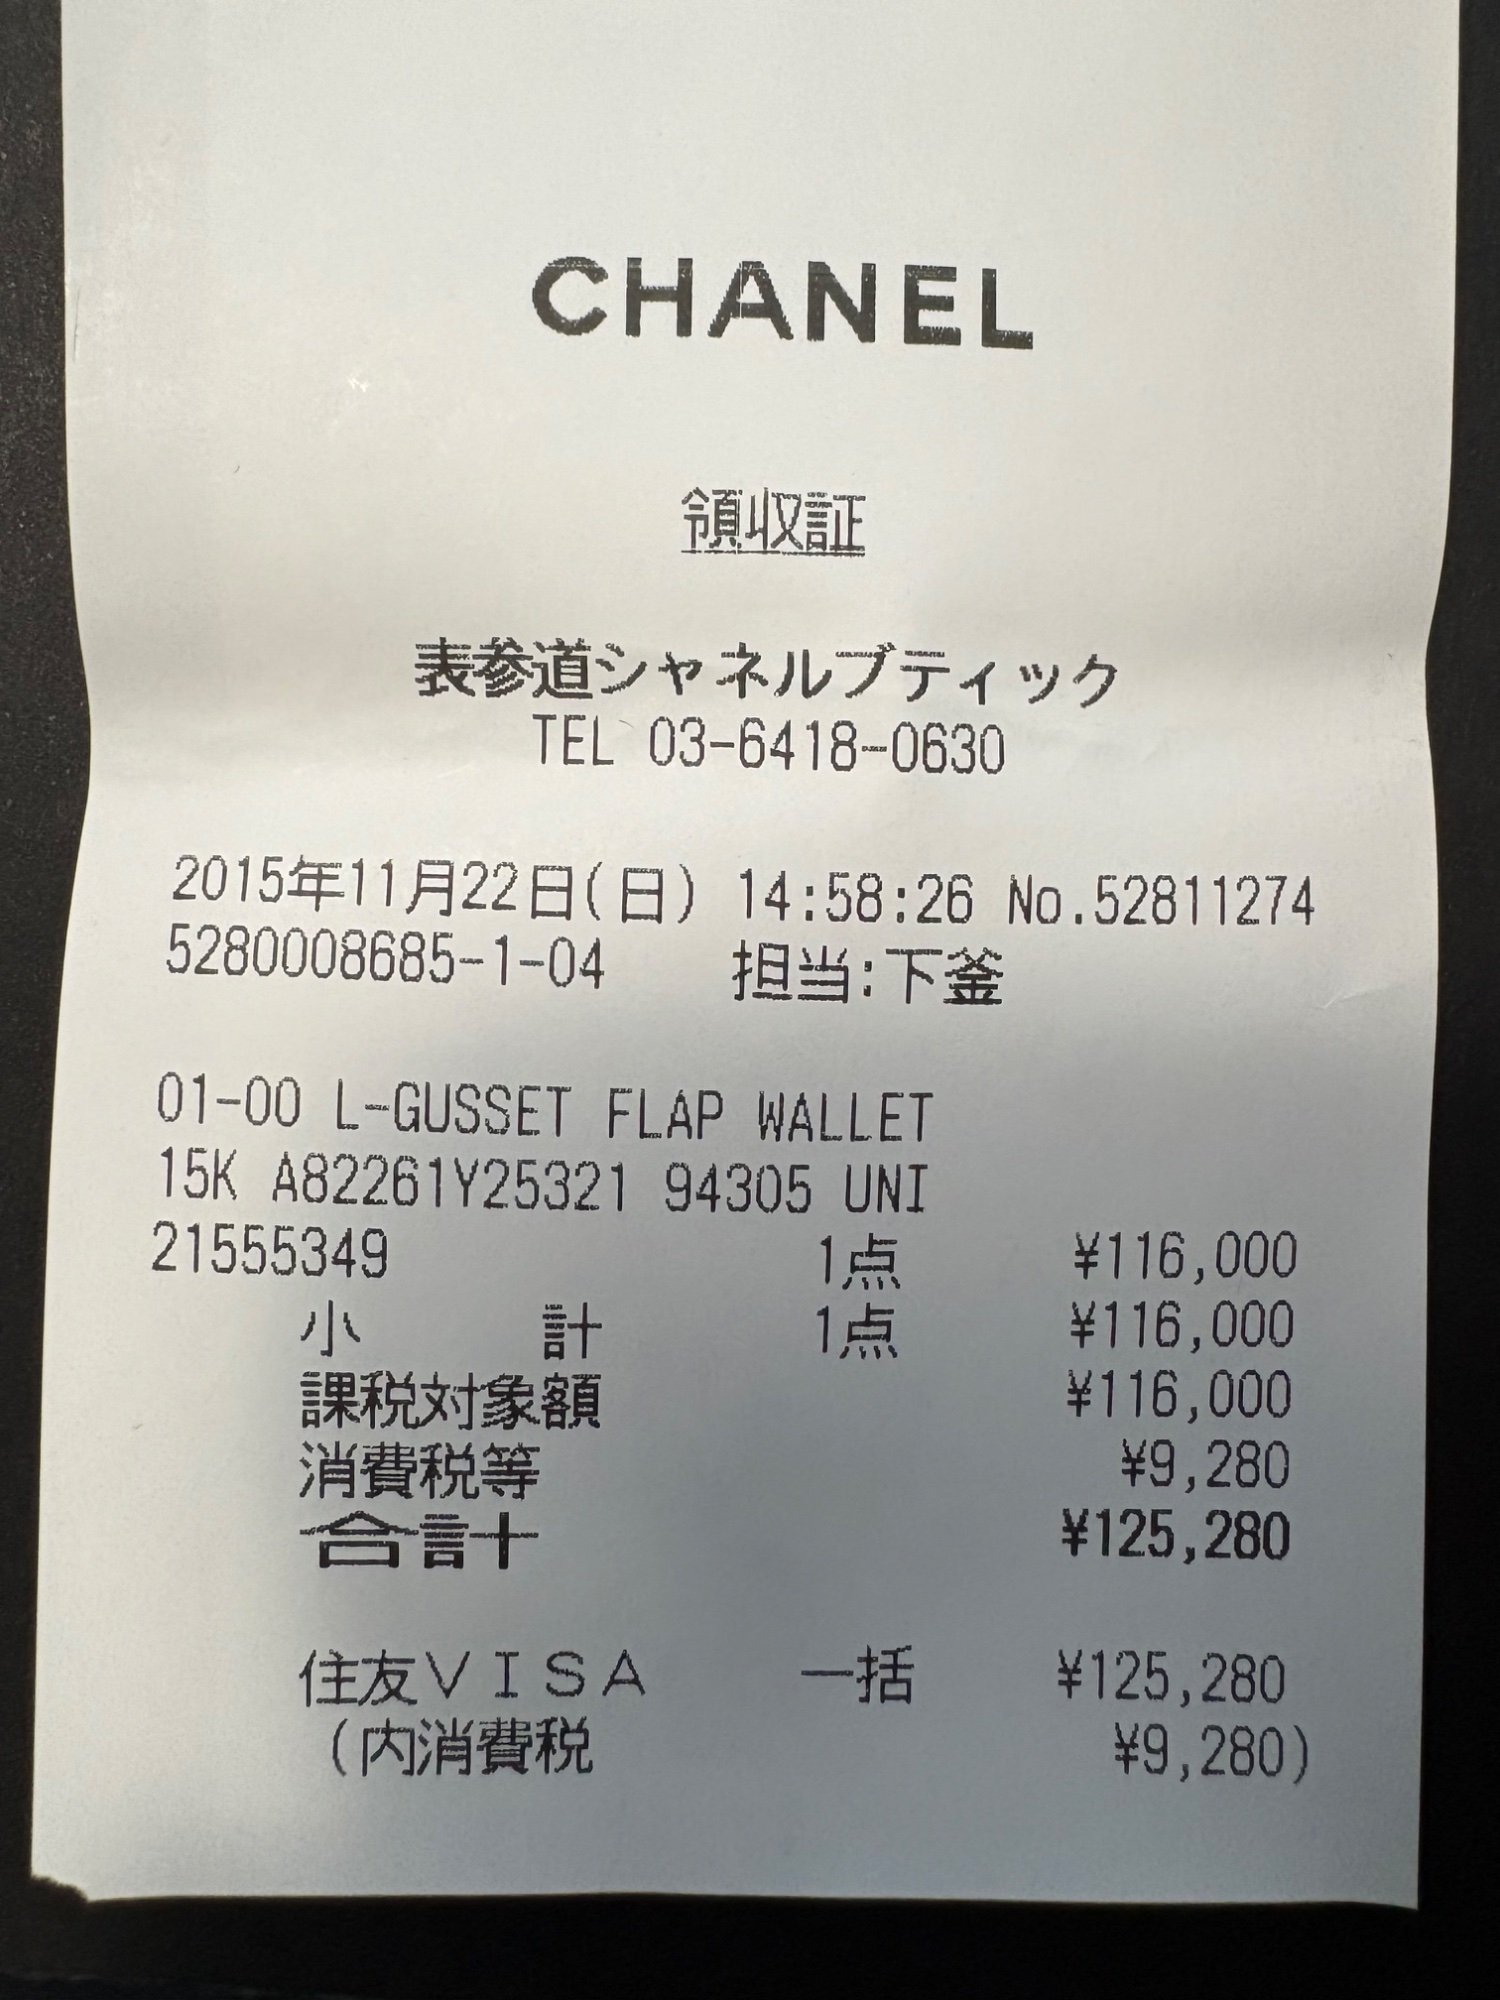 CHANEL
領収証
表参道シャネルブティック
TEL 03-6418-0630
2015年11月22日(日) 14:58:26 No.52811274
5280008685-1-04 担当:下釜
01-00 L-GUSSET FLAP WALLET
15K A82261Y25321 94305 UNI
21555349 1点 ¥116,000
小計 1点 ¥116,000
課税対象額 ¥116,000
消費税等 ¥9,280
合計 ¥125,280
住友VISA 一括 ¥125,280
(内消費税 ¥9,280)